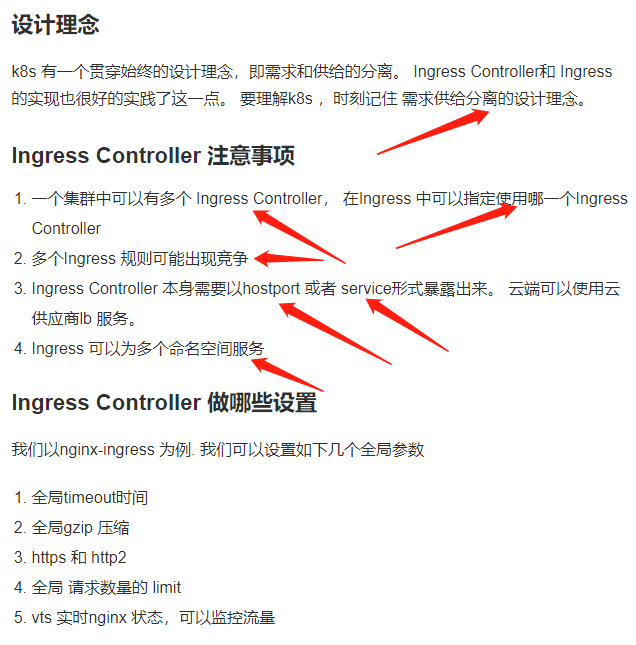 设计理念
k8s 有一个贯穿始终的设计理念，即需求和供给的分离。 Ingress Controller和 Ingress
的实现也很好的实践了这一点。 要理解k8s ，时刻记住 需求供给分离的设计理念。
Ingress Controller 注意事项
1. 一个集群中可以有多个 Ingress Controller， 在Ingress 中可以指定使用哪一个Ingress
Controller
2. 多个Ingress 规则可能出现竞争
3. Ingress Controller 本身需要以hostport 或者 service形式暴露出来。 云端可以使用云
供应商lb 服务。
4. Ingress 可以为多个命名空间服务
Ingress Controller 做哪些设置
我们以nginx-ingress 为例. 我们可以设置如下几个全局参数
1. 全局timeout时间
2. 全局gzip 压缩
3. https 和 http2
4. 全局 请求数量的 limit
5. vts 实时nginx 状态，可以监控流量